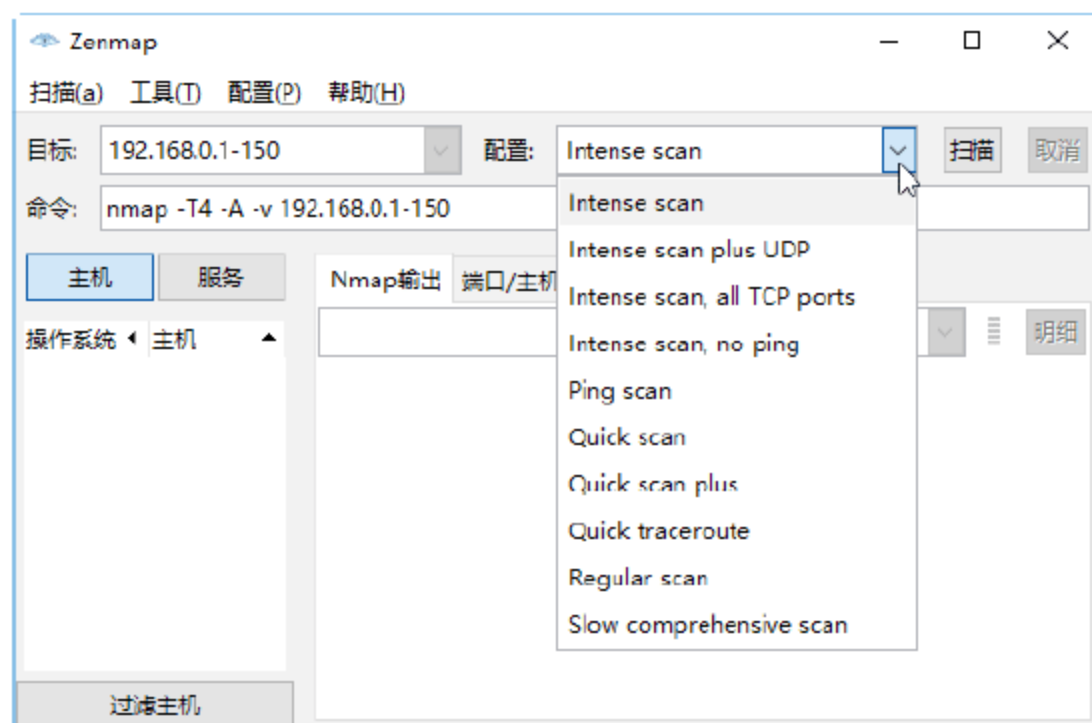 Zenmap
扫描(a) 工具(T) 配置(P) 帮助(H)
目标: 192.168.0.1-150 配置: Intense scan 扫描 取消
命令: nmap -T4 -A -v 192.168.0.1-150
Intense scan
Intense scan plus UDP
Intense scan, all TCP ports
Intense scan, no ping
Ping scan
Quick scan
Quick scan plus
Quick traceroute
Regular scan
Slow comprehensive scan
主机 服务 Nmap输出 端口/主机
操作系统 主机 明细
过滤主机